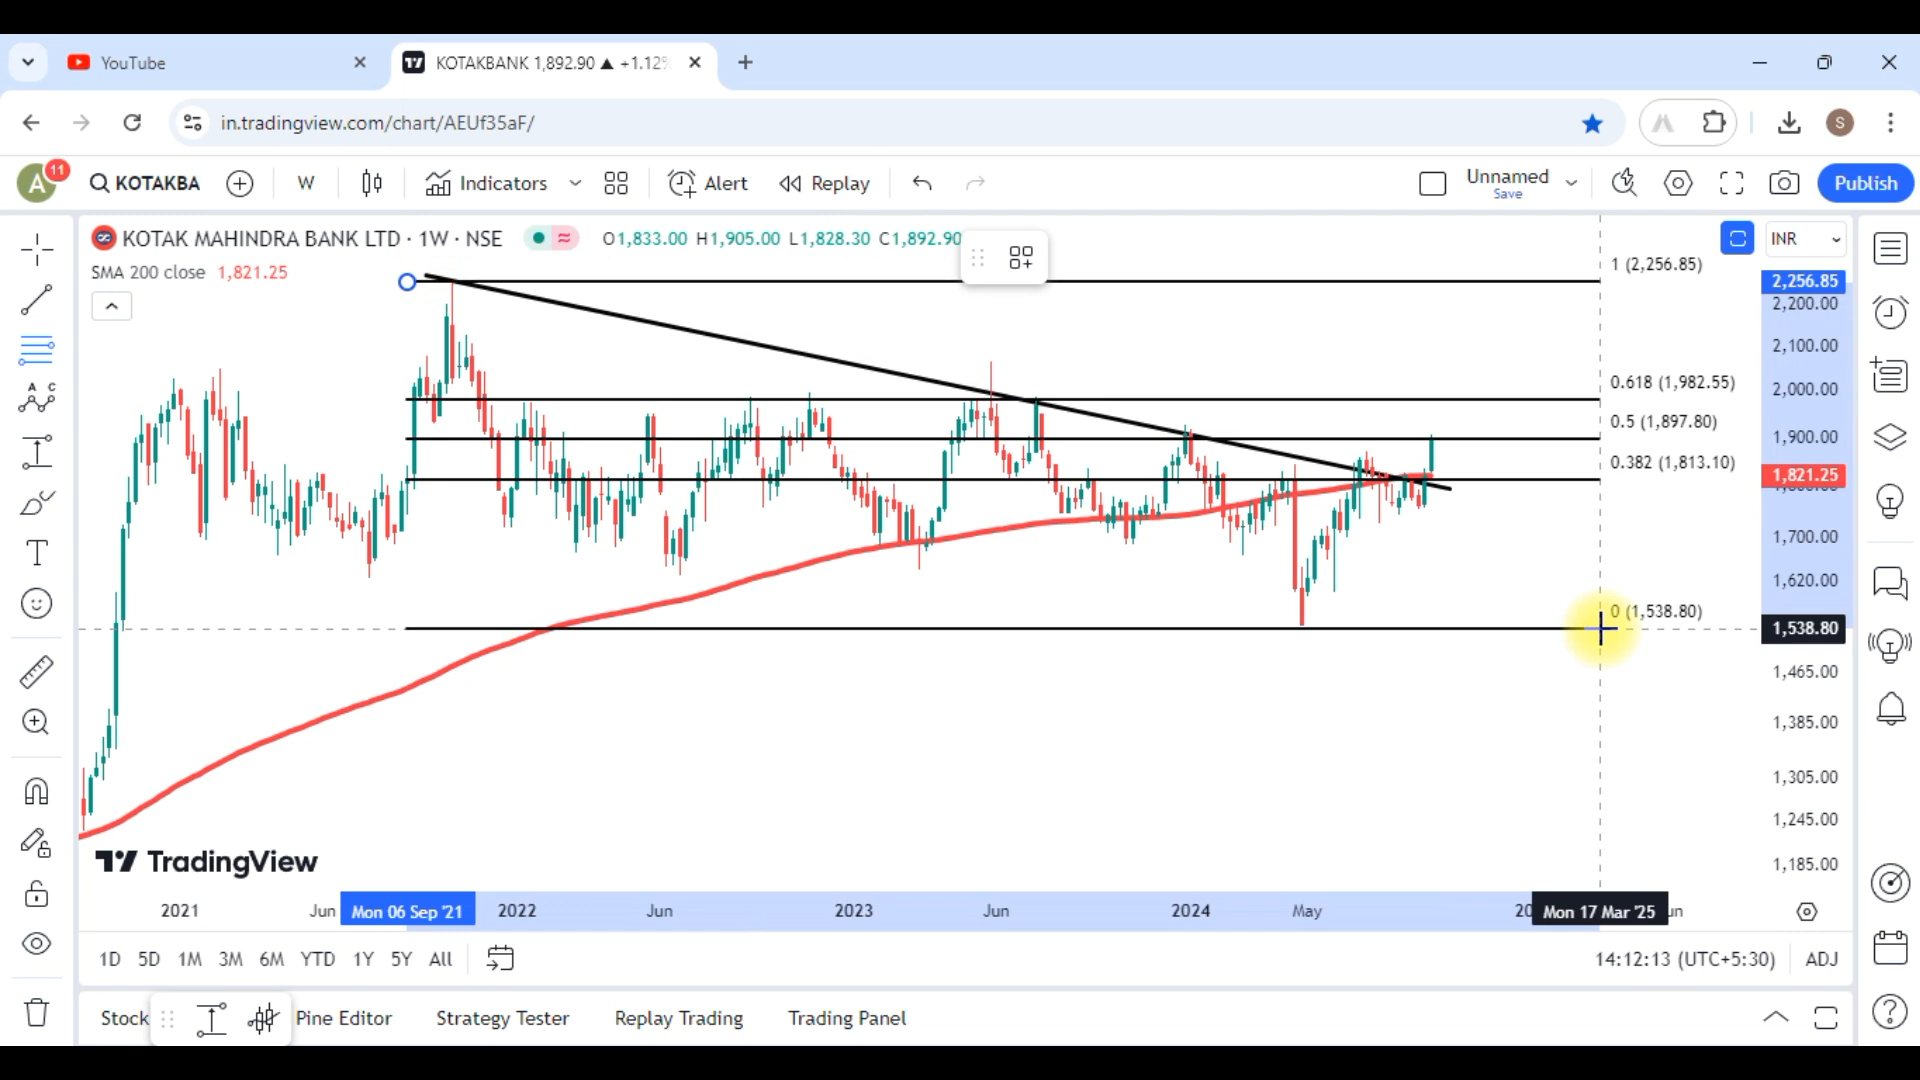 YouTube
KOTAKBANK 1,892.90 ▲ +1.12%
in.tradingview.com/chart/AEUf35aF/
A 11 KOTAKBA W Indicators Alert Replay Unnamed Save Publish
S
KOTAK MAHINDRA BANK LTD · 1W · NSE O1,833.00 H1,905.00 L1,828.30 C1,892.90
INR
SMA 200 close 1,821.25
1 (2,256.85)
2,256.85
2,200.00
2,100.00
0.618 (1,982.55)
2,000.00
0.5 (1,897.80)
1,900.00
0.382 (1,813.10)
1,821.25
1,700.00
1,620.00
0 (1,538.80)
1,538.80
1,465.00
1,385.00
1,305.00
1,245.00
1,185.00
TradingView
2021 Jun Mon 06 Sep '21 2022 Jun 2023 Jun 2024 May 20 Mon 17 Mar '25 un
1D 5D 1M 3M 6M YTD 1Y 5Y All 14:12:13 (UTC+5:30) ADJ
Stock Pine Editor Strategy Tester Replay Trading Trading Panel